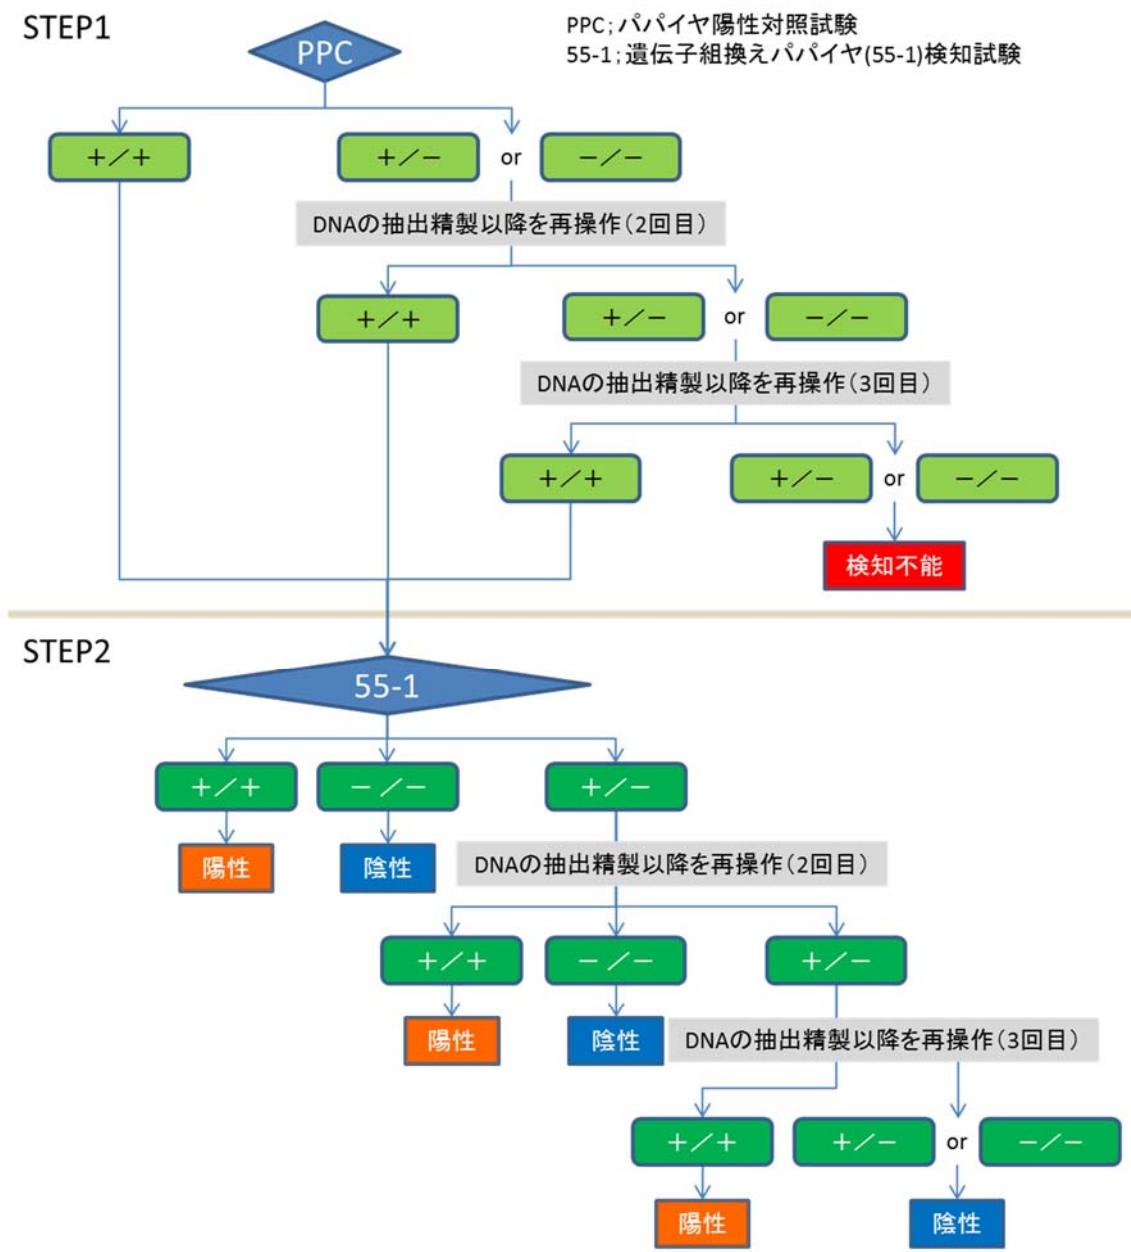 STEP1
PPC;パパイヤ陽性対照試験
55-1;遺伝子組換えパパイヤ(55-1)検知試験
PPC
+/+
+/- or -/-
DNAの抽出精製以降を再操作(2回目)
+/+
+/- or -/-
DNAの抽出精製以降を再操作(3回目)
+/+
+/- or -/-
検知不能
STEP2
55-1
+/+
-/-
+/-
陽性
陰性
DNAの抽出精製以降を再操作(2回目)
+/+
-/-
+/-
陽性
陰性
DNAの抽出精製以降を再操作(3回目)
+/+
+/- or -/-
陽性
陰性